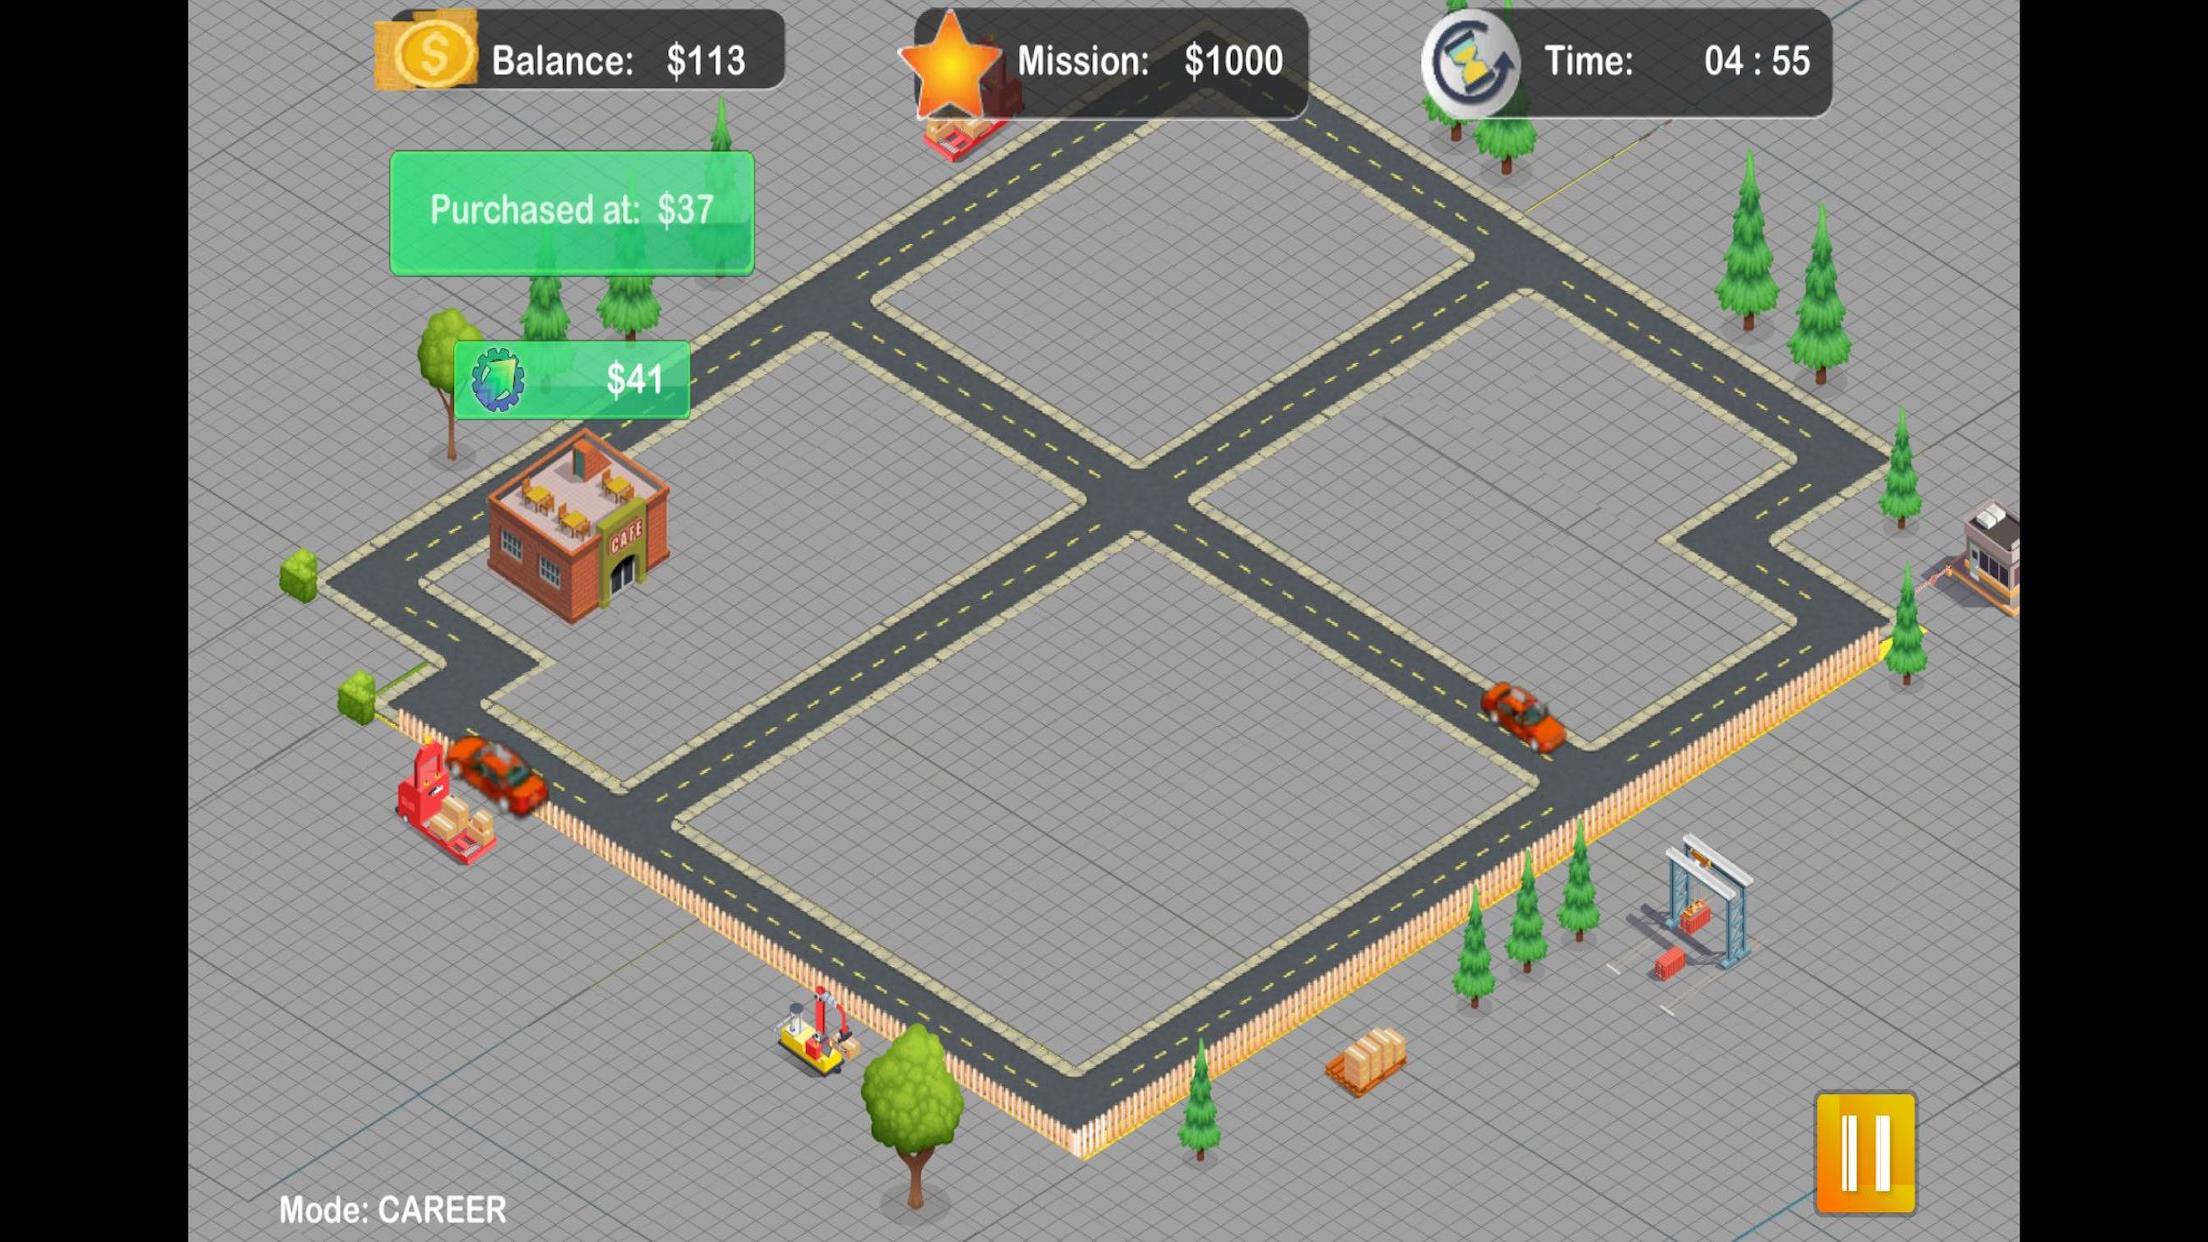 Balance: $113
Mission: $1000
Time: 04 : 55
Purchased at: $37
$41
CAFE
Mode: CAREER